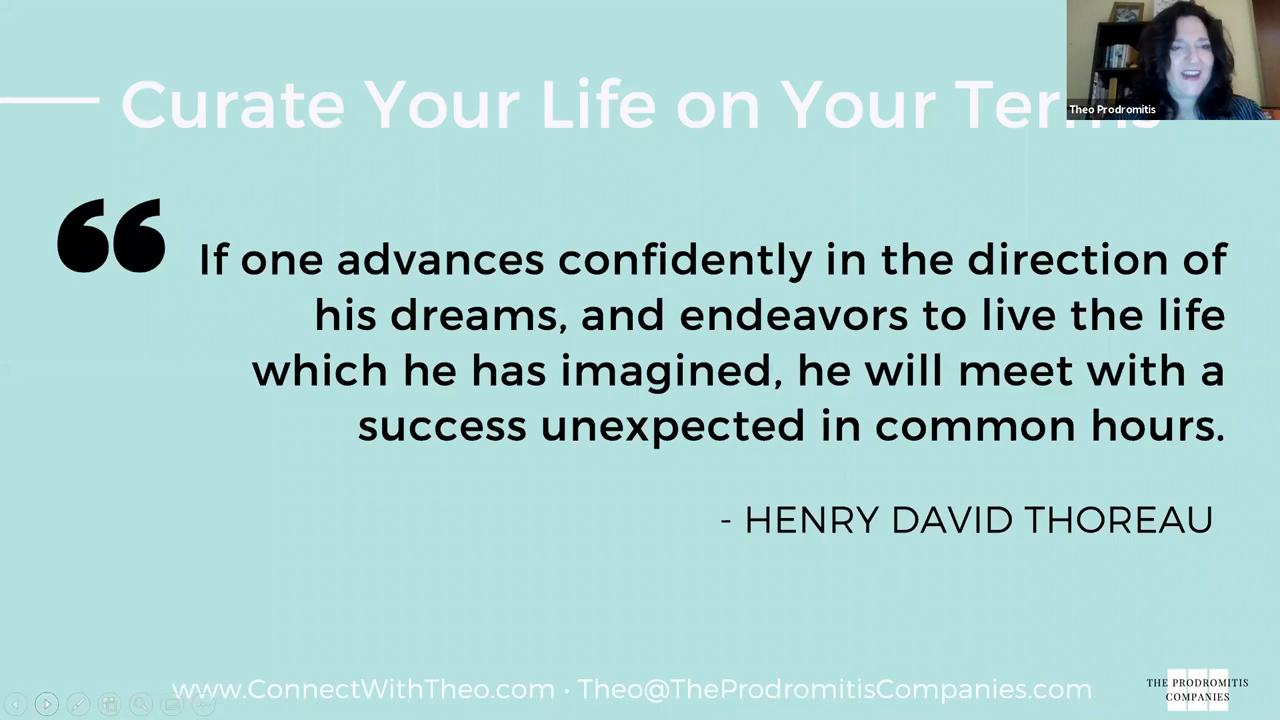 Curate Your Life on Your Terms
Theo Prodromitis
“
If one advances confidently in the direction of
his dreams, and endeavors to live the life
which he has imagined, he will meet with a
success unexpected in common hours.
- HENRY DAVID THOREAU
www.ConnectWithTheo.com · Theo@TheProdromitisCompanies.com
THE PRODROMITIS
COMPANIES